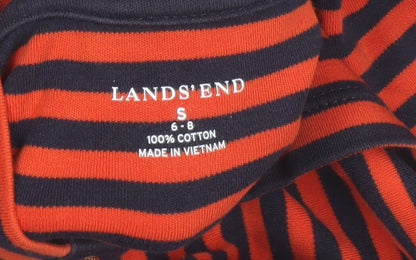 LANDS' END
S
6 - 8
100% COTTON
MADE IN VIETNAM